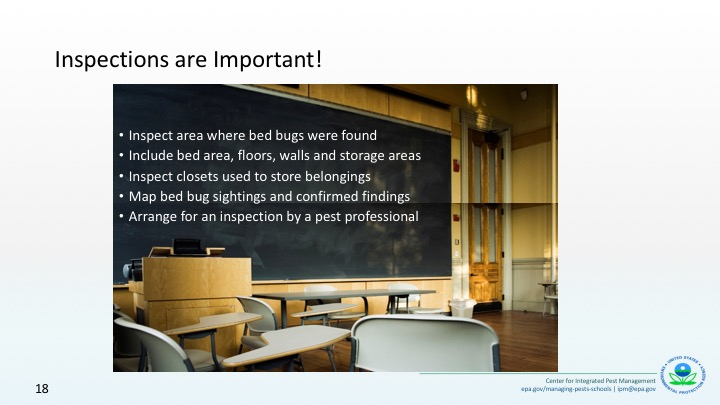 Inspections are Important!
• Inspect area where bed bugs were found
• Include bed area, floors, walls and storage areas
• Inspect closets used to store belongings
• Map bed bug sightings and confirmed findings
• Arrange for an inspection by a pest professional
18
Center for Integrated Pest Management
epa.gov/managing-pests-schools | ipm@epa.gov
UNITED STATES